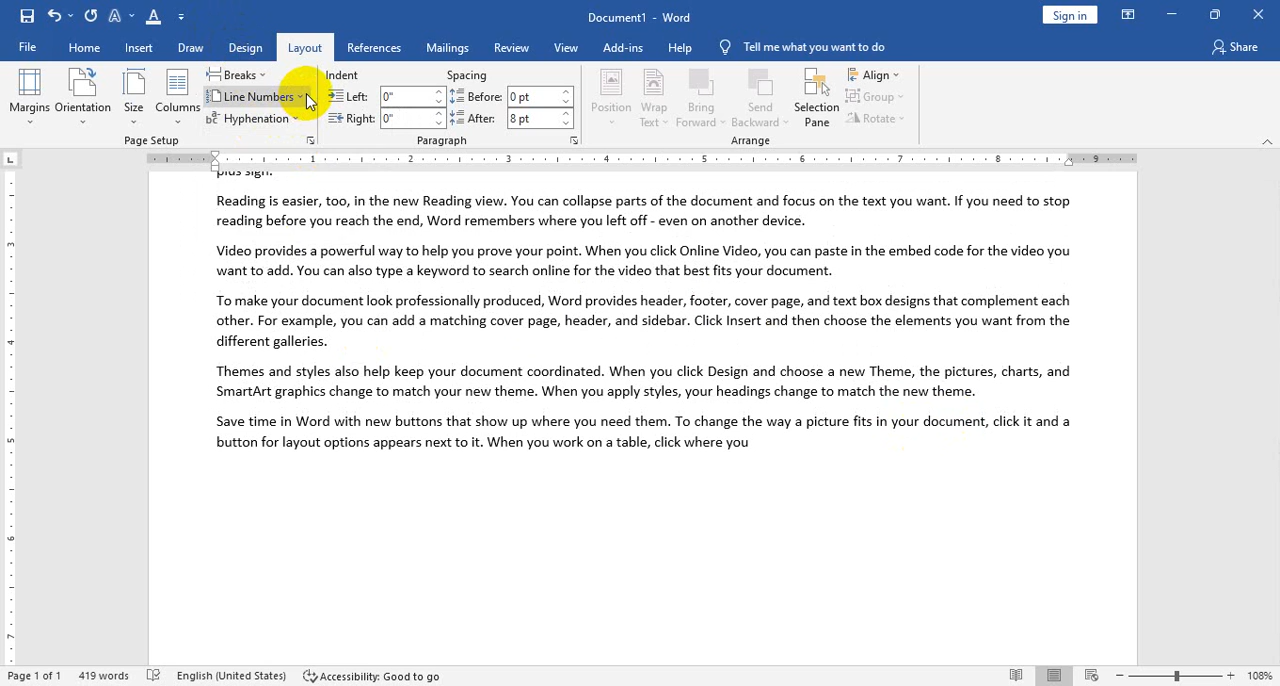 Document1 - Word
Sign in
File Home Insert Draw Design Layout References Mailings Review View Add-ins Help Tell me what you want to do Share
Margins Orientation Size Columns
Breaks
Line Numbers
Hyphenation
Page Setup
Indent Spacing
Left: 0" Before: 0 pt
Right: 0" After: 8 pt
Paragraph
Position Wrap Text Bring Forward Send Backward Selection Pane
Align
Group
Rotate
Arrange
1 2 3 4 5 6 7 8 9
plus sign.
Reading is easier, too, in the new Reading view. You can collapse parts of the document and focus on the text you want. If you need to stop
reading before you reach the end, Word remembers where you left off - even on another device.
Video provides a powerful way to help you prove your point. When you click Online Video, you can paste in the embed code for the video you
want to add. You can also type a keyword to search online for the video that best fits your document.
To make your document look professionally produced, Word provides header, footer, cover page, and text box designs that complement each
other. For example, you can add a matching cover page, header, and sidebar. Click Insert and then choose the elements you want from the
different galleries.
Themes and styles also help keep your document coordinated. When you click Design and choose a new Theme, the pictures, charts, and
SmartArt graphics change to match your new theme. When you apply styles, your headings change to match the new theme.
Save time in Word with new buttons that show up where you need them. To change the way a picture fits in your document, click it and a
button for layout options appears next to it. When you work on a table, click where you
3
4
5
6
7
Page 1 of 1 419 words English (United States) Accessibility: Good to go 108%